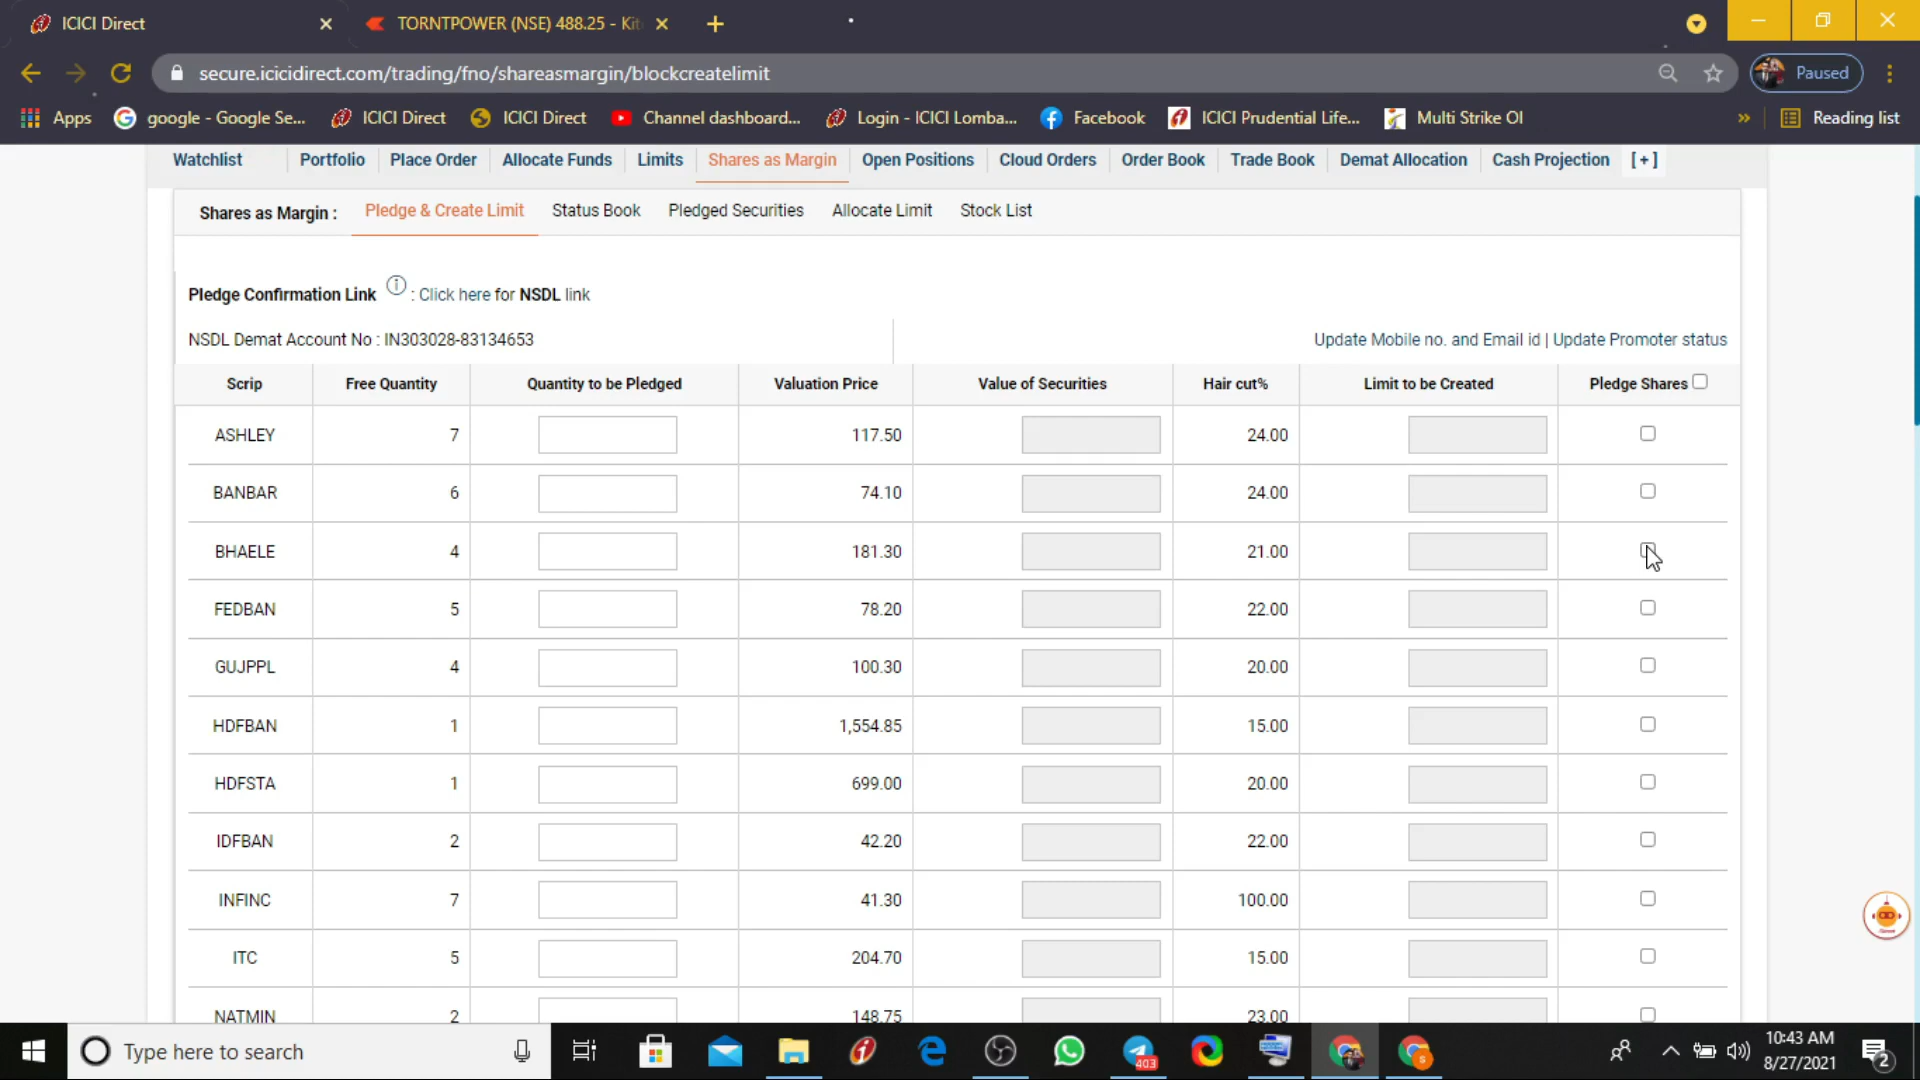 ICICI Direct
TORNTPOWER (NSE) 488.25 - Kit
secure.icicidirect.com/trading/fno/shareasmargin/blockcreatelimit
Paused
Apps google - Google Se... ICICI Direct ICICI Direct Channel dashboard... Login - ICICI Lomba... Facebook ICICI Prudential Life... Multi Strike OI » Reading list
Watchlist Portfolio Place Order Allocate Funds Limits Shares as Margin Open Positions Cloud Orders Order Book Trade Book Demat Allocation Cash Projection [+]
Shares as Margin : Pledge & Create Limit Status Book Pledged Securities Allocate Limit Stock List
Pledge Confirmation Link : Click here for NSDL link
NSDL Demat Account No : IN303028-83134653 Update Mobile no. and Email id | Update Promoter status
Scrip Free Quantity Quantity to be Pledged Valuation Price Value of Securities Hair cut% Limit to be Created Pledge Shares
ASHLEY 7 117.50 24.00
BANBAR 6 74.10 24.00
BHAELE 4 181.30 21.00
FEDBAN 5 78.20 22.00
GUJPPL 4 100.30 20.00
HDFBAN 1 1,554.85 15.00
HDFSTA 1 699.00 20.00
IDFBAN 2 42.20 22.00
INFINC 7 41.30 100.00
ITC 5 204.70 15.00
NATMIN 2 148.75 23.00
Type here to search
403
10:43 AM
8/27/2021
2